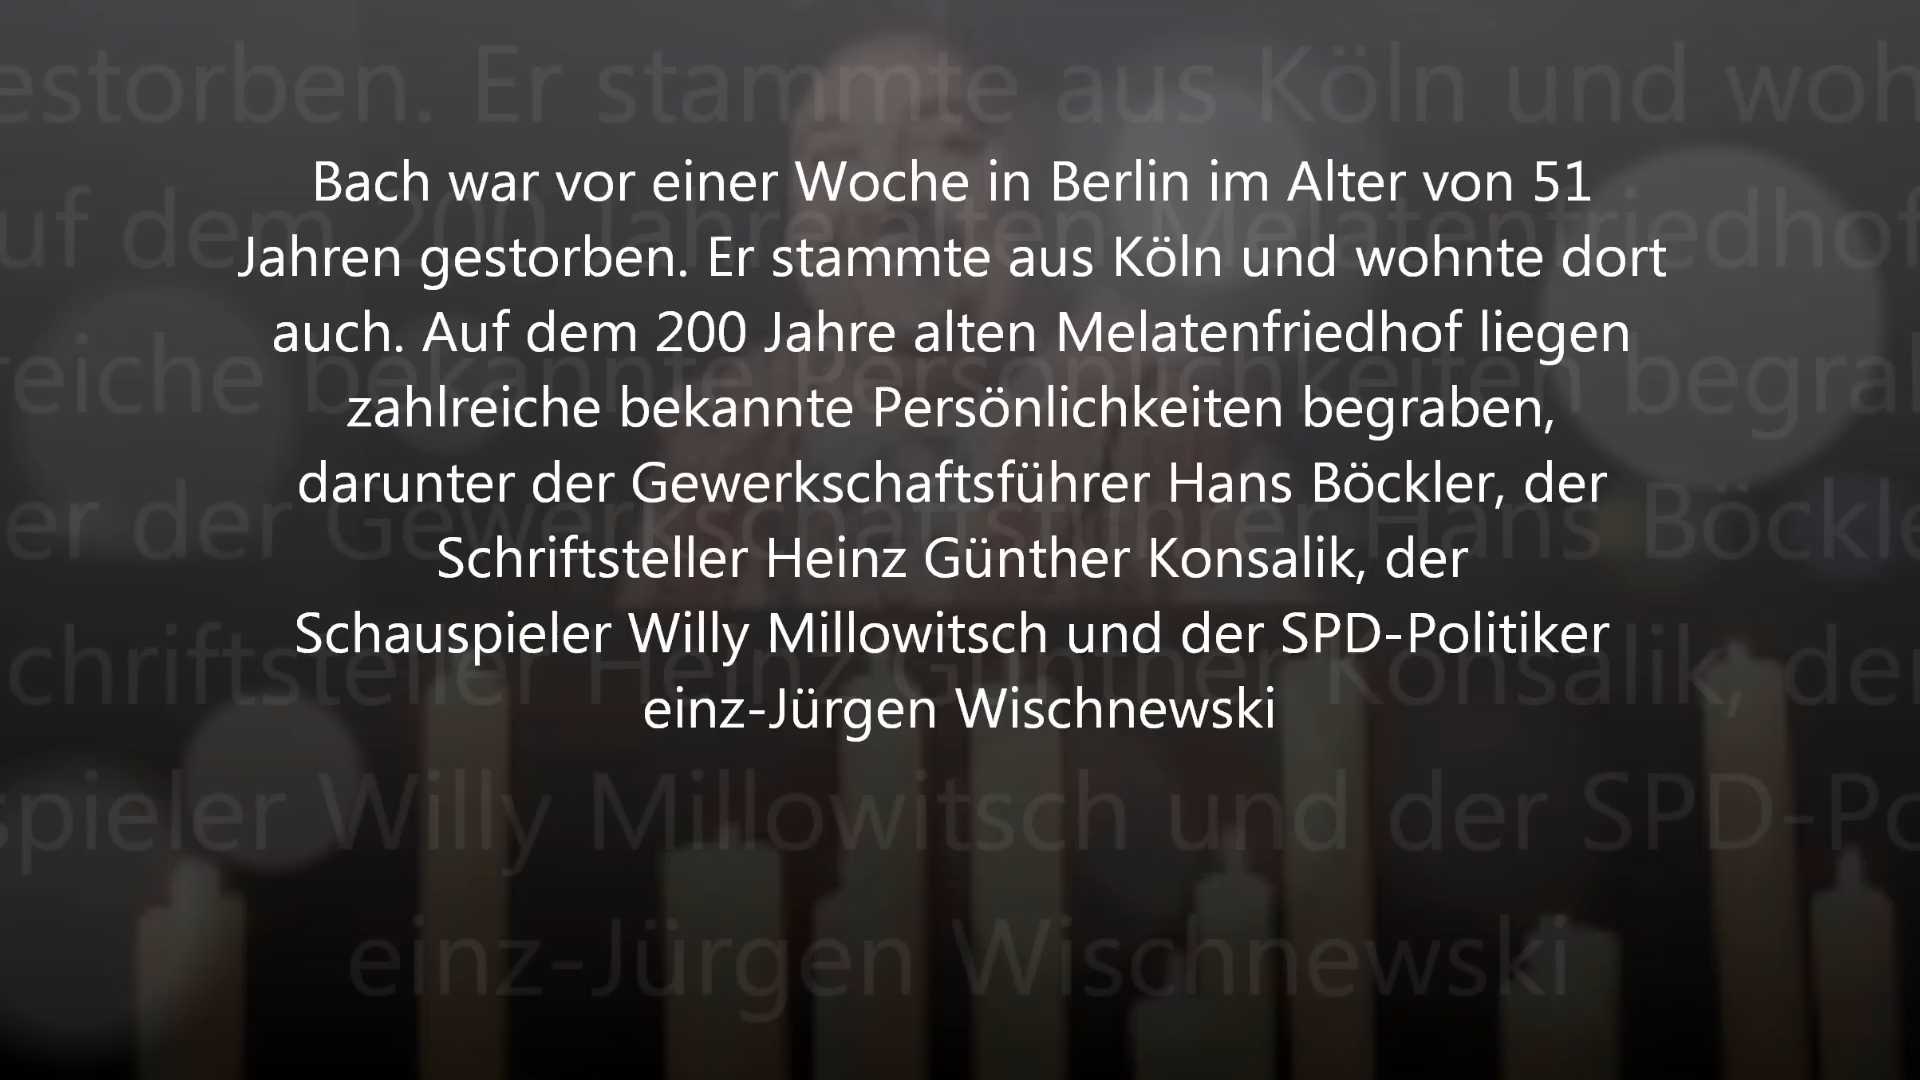 Bach war vor einer Woche in Berlin im Alter von 51
Jahren gestorben. Er stammte aus Köln und wohnte dort
auch. Auf dem 200 Jahre alten Melatenfriedhof liegen
zahlreiche bekannte Persönlichkeiten begraben,
darunter der Gewerkschaftsführer Hans Böckler, der
Schriftsteller Heinz Günther Konsalik, der
Schauspieler Willy Millowitsch und der SPD-Politiker
einz-Jürgen Wischnewski